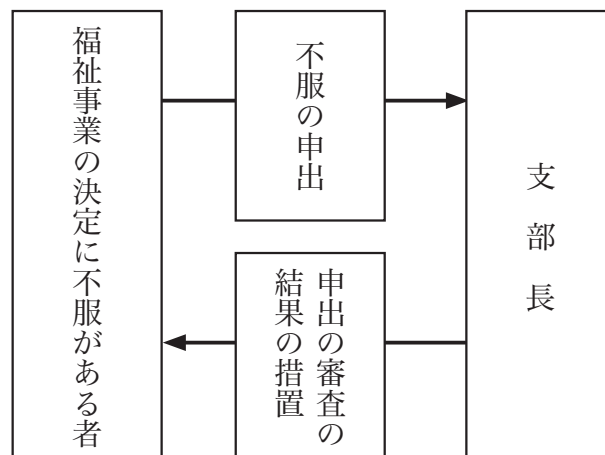 福祉事業の決定に不服がある者
不服の申出
申出の審査の
結果の措置
支部長